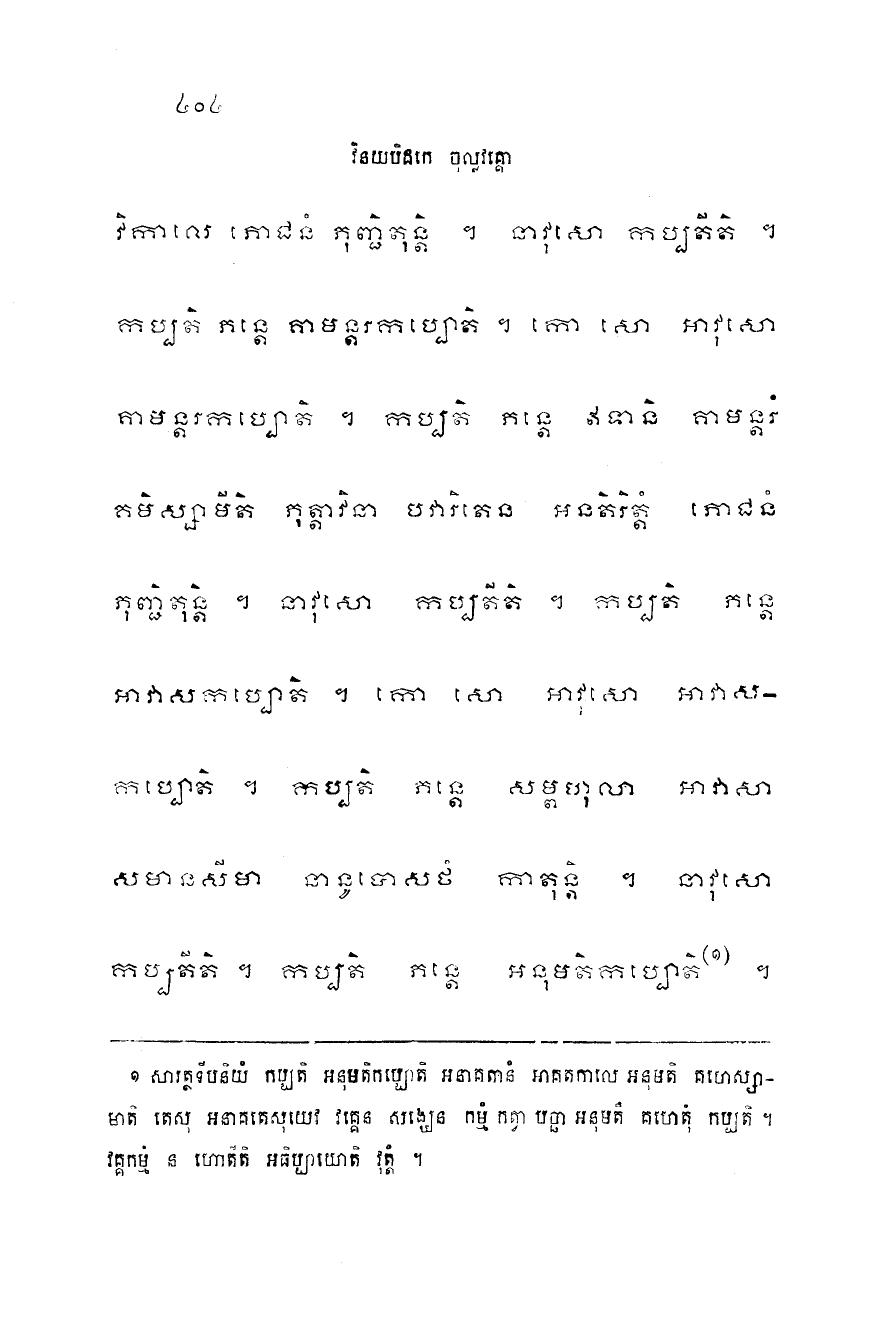 ៤០៤
វិនយបិដកេ ចុល្លវគ្គោ
វិកាលេ ភោជនំ ភុញ្ជិតុន្តិ ។ នាវុសោ កប្បតីតិ ។
កប្បតិ ភន្តេ គាមន្តរកប្បោតិ ។ កោ សោ អាវុសោ
គាមន្តរកប្បោតិ ។ កប្បតិ ភន្តេ ឥទានិ គាមន្តរំ
គមិស្សាមីតិ ភុត្តាវិនា បវារិតេន អនតិរិត្តំ ភោជនំ
ភុញ្ជិតុន្តិ ។ នាវុសោ កប្បតីតិ ។ កប្បតិ ភន្តេ
អាវាសកប្បោតិ ។ កោ សោ អាវុសោ អាវាស-
កប្បោតិ ។ កប្បតិ ភន្តេ សម្ពហុលា អាវាសា
សមានសីមា នានូបោសថំ កាតុន្តិ ។ នាវុសោ
កប្បតីតិ ។ កប្បតិ ភន្តេ អនុមតិកប្បោតិ(១) ។
១ សារត្ថទីបនិយំ កប្បតិ អនុមតិកប្បោតិ អនាគតានំ អាគតកាលេ អនុមតិ គហេស្សា-
មាតិ តេសុ អនាគតេសុយេវ វគ្គេន សង្ឃេន កម្មំ កត្វា បច្ឆា អនុមតឹ គហេតុំ កប្បតិ ។
វគ្គកម្មំ ន ហោតីតិ អធិប្បាយោតិ វុត្តំ ។